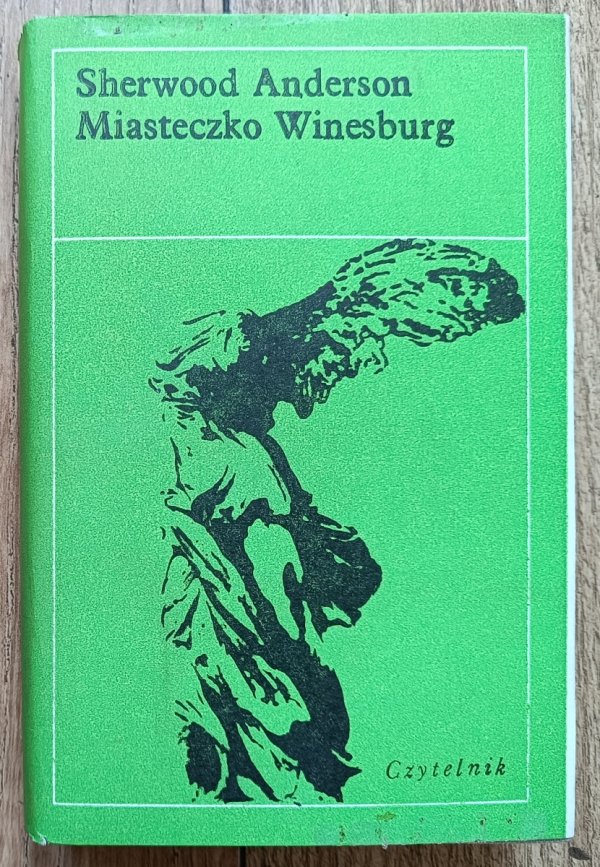 Sherwood Anderson
Miasteczko Winesburg
Czytelnik